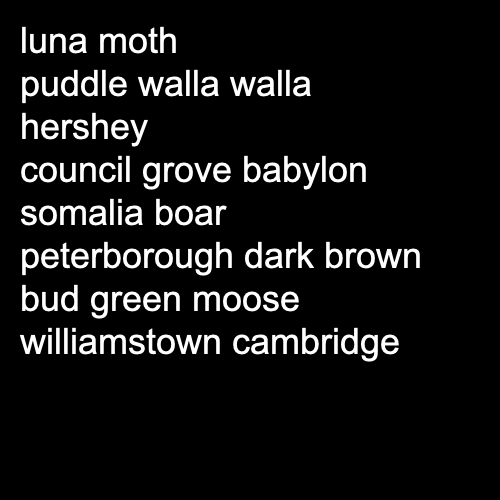 luna moth
puddle walla walla
hershey
council grove babylon
somalia boar
peterborough dark brown
bud green moose
williamstown cambridge